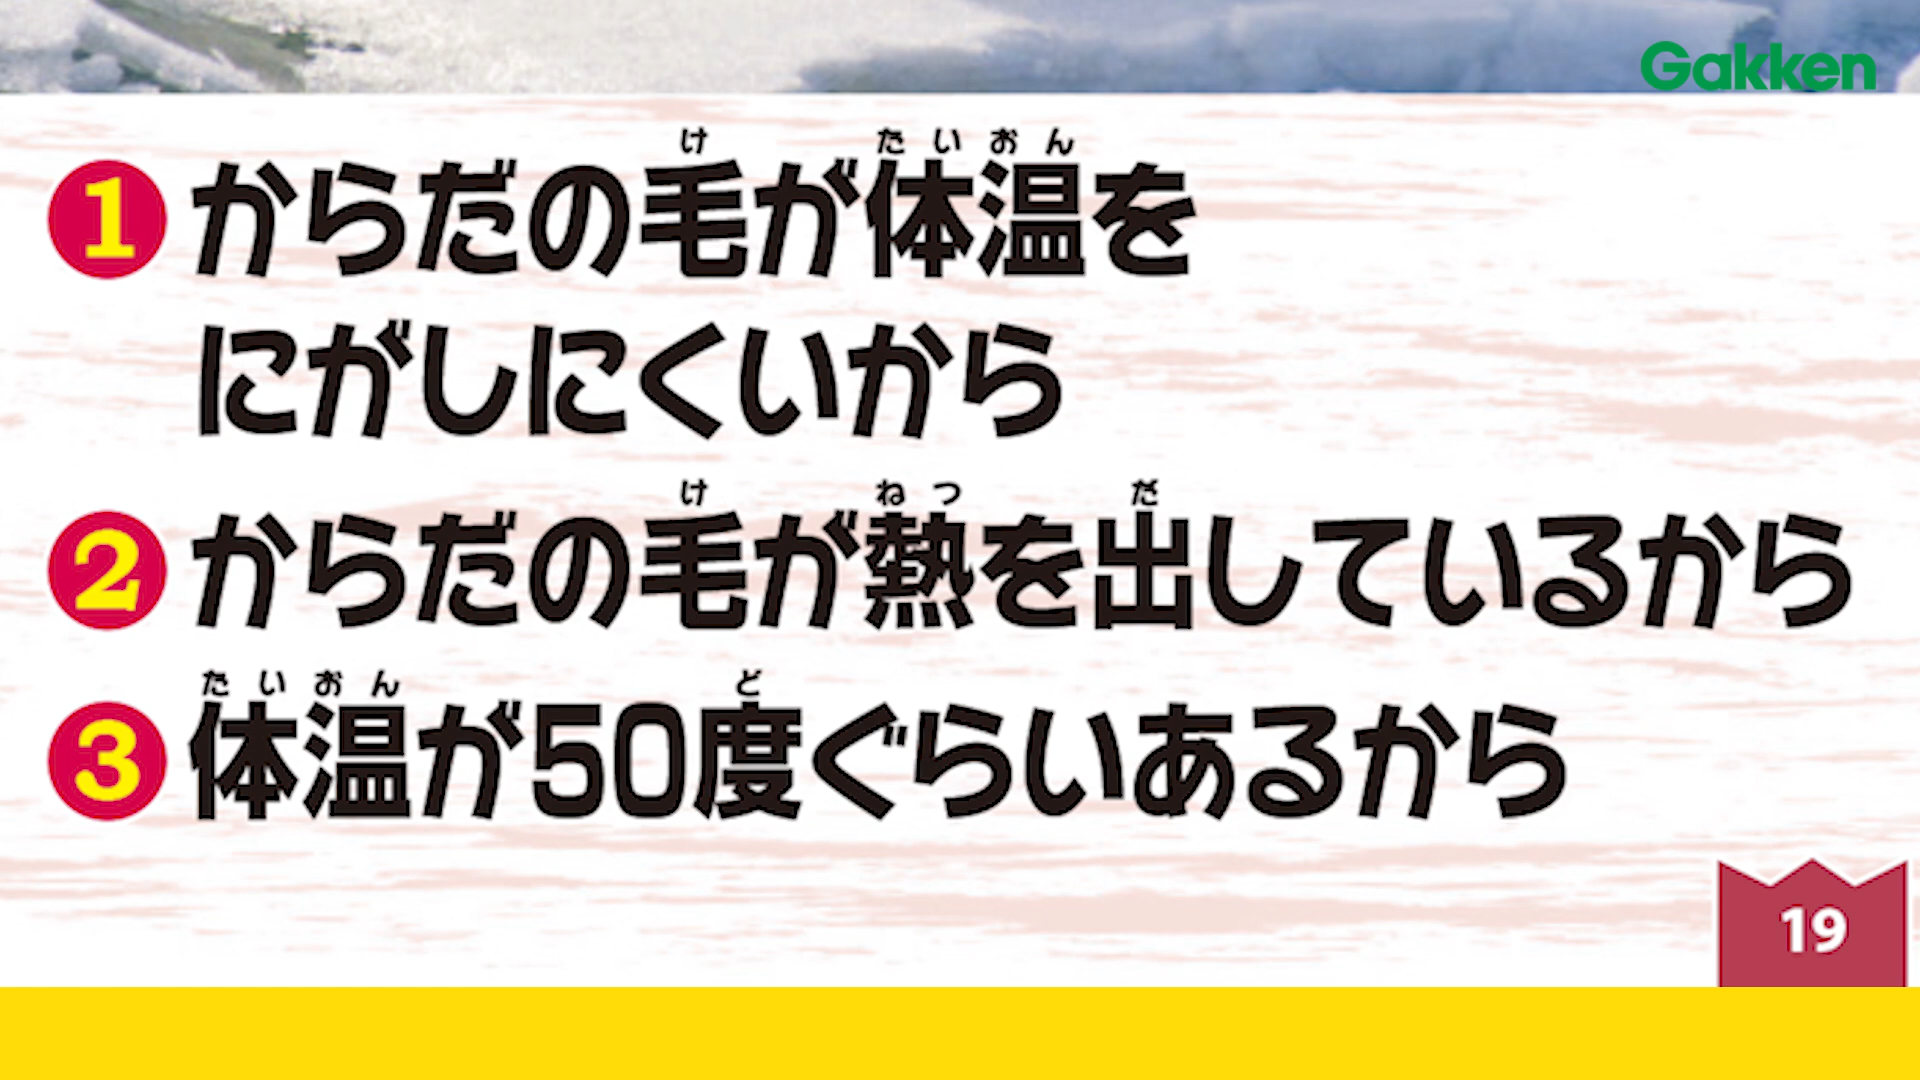 Gakken
1 からだの毛が体温を
にがしにくいから
2 からだの毛が熱を出しているから
3 体温が50度ぐらいあるから
け たいおん
け ねつ だ
たいおん ど
19